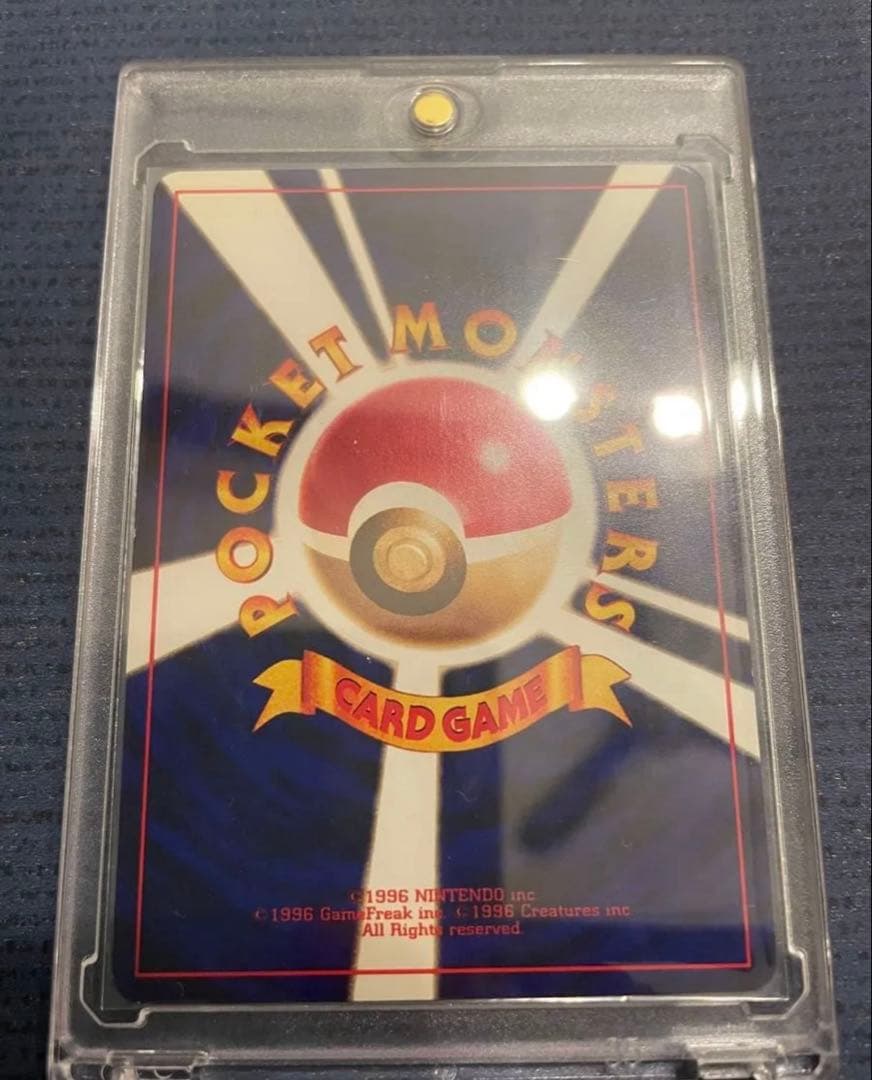 POCKET MONSTERS
CARD GAME
©1996 NINTENDO inc
©1996 GameFreak inc. ©1996 Creatures inc
All Rights reserved.